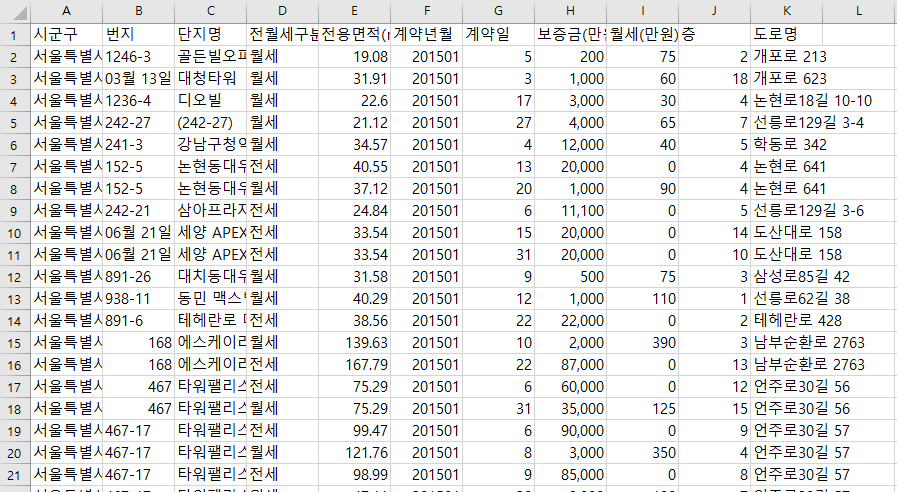 A B C D E F G H I J K L
1 시군구 번지 단지명 전월세구분 전용면적(㎡ 계약년월 계약일 보증금(만원 월세(만원) 층 도로명
2 서울특별시 1246-3 골든빌오피 월세 19.08 201501 5 200 75 2 개포로 213
3 서울특별시 03월 13일 대청타워 월세 31.91 201501 3 1,000 60 18 개포로 623
4 서울특별시 1236-4 디오빌 월세 22.6 201501 17 3,000 30 4 논현로18길 10-10
5 서울특별시 242-27 (242-27) 월세 21.12 201501 27 4,000 65 7 선릉로129길 3-4
6 서울특별시 241-3 강남구청역 월세 34.57 201501 4 12,000 40 5 학동로 342
7 서울특별시 152-5 논현동대우 전세 40.55 201501 13 20,000 0 4 논현로 641
8 서울특별시 152-5 논현동대우 월세 37.12 201501 20 1,000 90 4 논현로 641
9 서울특별시 242-21 삼아프라자 전세 24.84 201501 6 11,100 0 5 선릉로129길 3-6
10 서울특별시 06월 21일 세양 APEX 전세 33.54 201501 15 20,000 0 14 도산대로 158
11 서울특별시 06월 21일 세양 APEX 전세 33.54 201501 31 20,000 0 10 도산대로 158
12 서울특별시 891-26 대치동대우 월세 31.58 201501 9 500 75 3 삼성로85길 42
13 서울특별시 938-11 동민 맥스빌 월세 40.29 201501 12 1,000 110 1 선릉로62길 38
14 서울특별시 891-6 테헤란로 전세 38.56 201501 22 22,000 0 2 테헤란로 428
15 서울특별시 168 에스케이리 월세 139.63 201501 10 2,000 390 3 남부순환로 2763
16 서울특별시 168 에스케이리 전세 167.79 201501 22 87,000 0 13 남부순환로 2763
17 서울특별시 467 타워팰리스 전세 75.29 201501 6 60,000 0 12 언주로30길 56
18 서울특별시 467 타워팰리스 월세 75.29 201501 31 35,000 125 15 언주로30길 56
19 서울특별시 467-17 타워팰리스 전세 99.47 201501 6 90,000 0 9 언주로30길 57
20 서울특별시 467-17 타워팰리스 월세 121.76 201501 8 3,000 350 4 언주로30길 57
21 서울특별시 467-17 타워팰리스 전세 98.99 201501 9 85,000 0 8 언주로30길 57